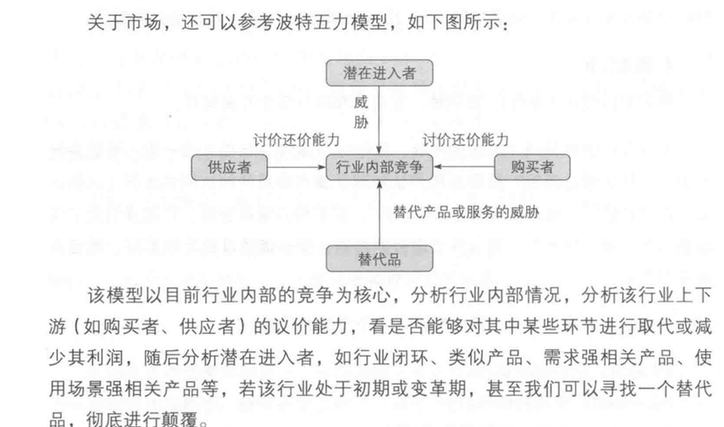 关于市场，还可以参考波特五力模型，如下图所示：
潜在进入者
威
胁
讨价还价能力
讨价还价能力
供应者
行业内部竞争
购买者
替代产品或服务的威胁
替代品
该模型以目前行业内部的竞争为核心，分析行业内部情况，分析该行业上下
游（如购买者、供应者）的议价能力，看是否能够对其中某些环节进行取代或减
少其利润，随后分析潜在进入者，如行业闭环、类似产品、需求强相关产品、使
用场景强相关产品等，若该行业处于初期或变革期，甚至我们可以寻找一个替代
品，彻底进行颠覆。